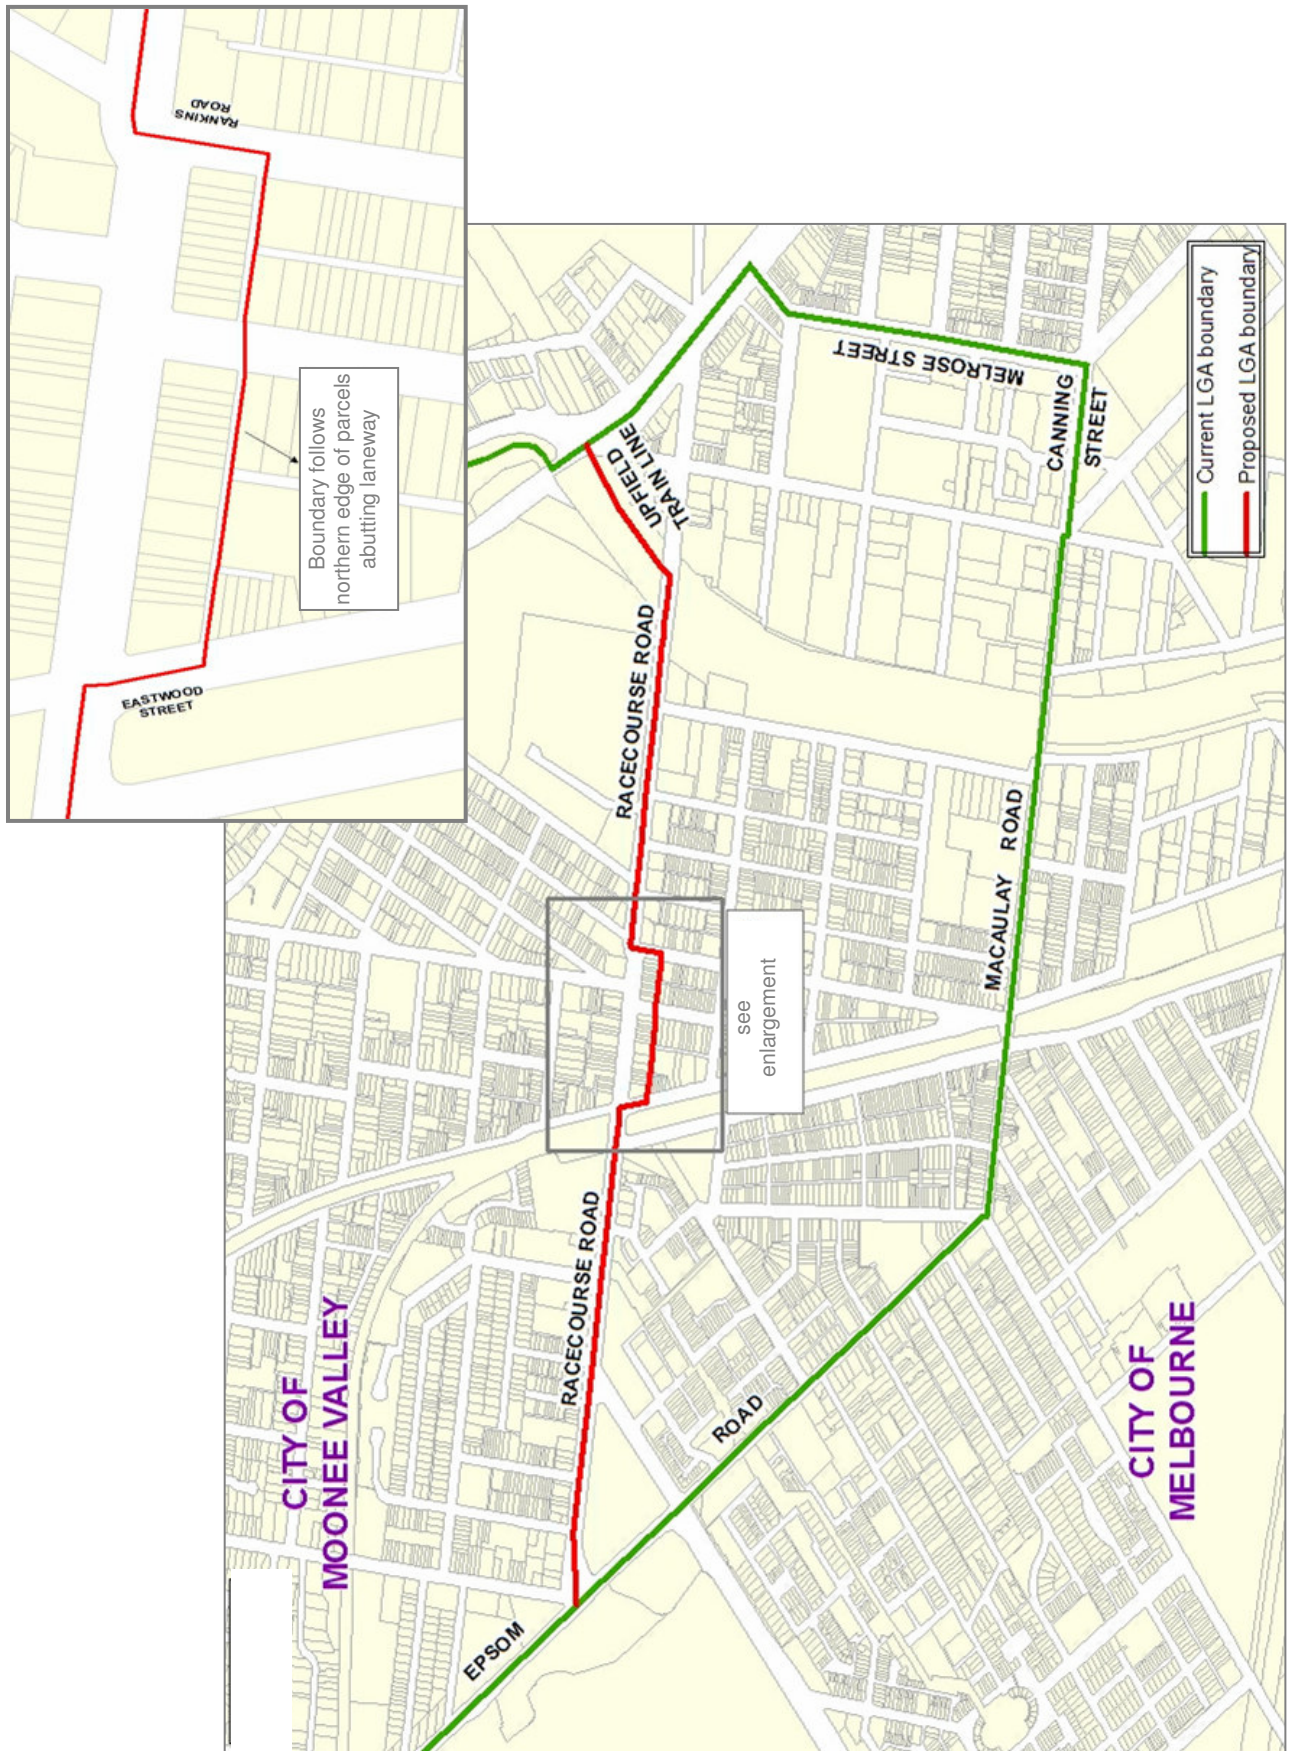 RANKINS
ROAD
EASTWOOD
STREET
Boundary follows
northern edge of parcels
abutting laneway
CITY OF
MOONEE VALLEY
EPSOM
ROAD
RACECOURSE ROAD
RACECOURSE ROAD
see
enlargement
UPFIELD
TRAIN LINE
MELROSE STREET
CANNING
STREET
MACAULAY ROAD
CITY OF
MELBOURNE
Current LGA boundary
Proposed LGA boundary